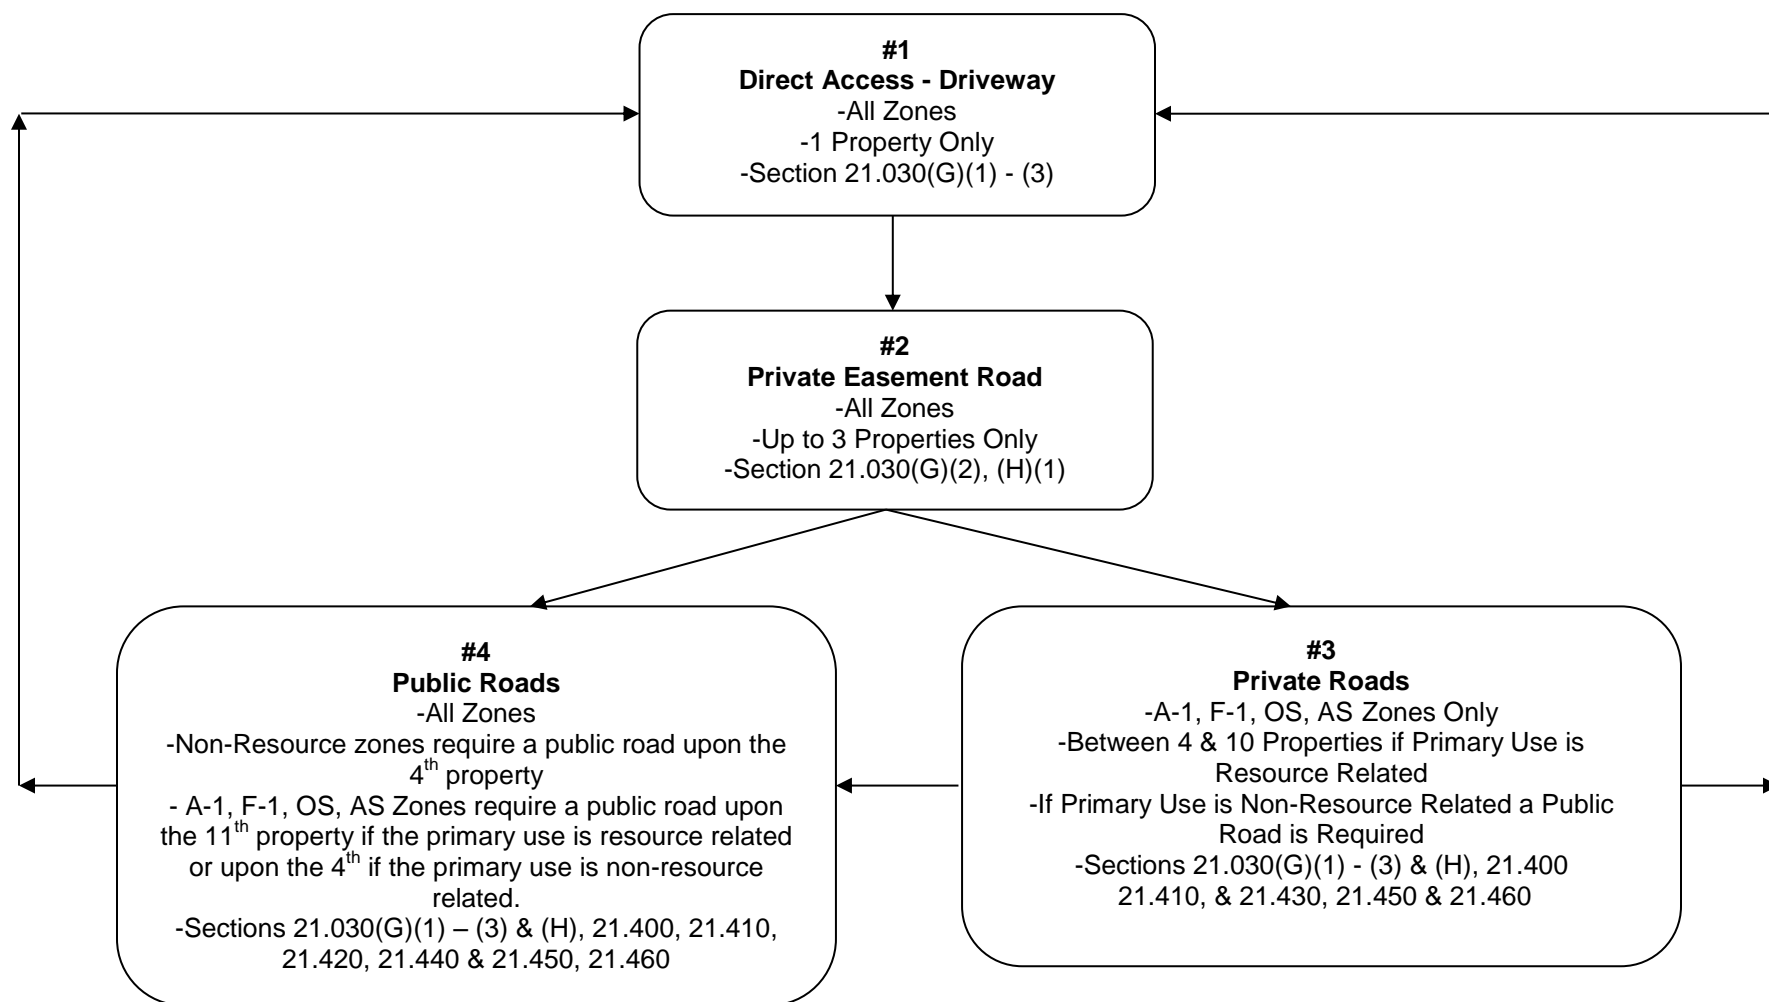 #1
Direct Access - Driveway
-All Zones
-1 Property Only
-Section 21.030(G)(1) - (3)
#2
Private Easement Road
-All Zones
-Up to 3 Properties Only
-Section 21.030(G)(2), (H)(1)
#4
Public Roads
-All Zones
-Non-Resource zones require a public road upon the
4th property
- A-1, F-1, OS, AS Zones require a public road upon
the 11th property if the primary use is resource related
or upon the 4th if the primary use is non-resource
related.
-Sections 21.030(G)(1) – (3) & (H), 21.400, 21.410,
21.420, 21.440 & 21.450, 21.460
#3
Private Roads
-A-1, F-1, OS, AS Zones Only
-Between 4 & 10 Properties if Primary Use is
Resource Related
-If Primary Use is Non-Resource Related a Public
Road is Required
-Sections 21.030(G)(1) - (3) & (H), 21.400
21.410, & 21.430, 21.450 & 21.460